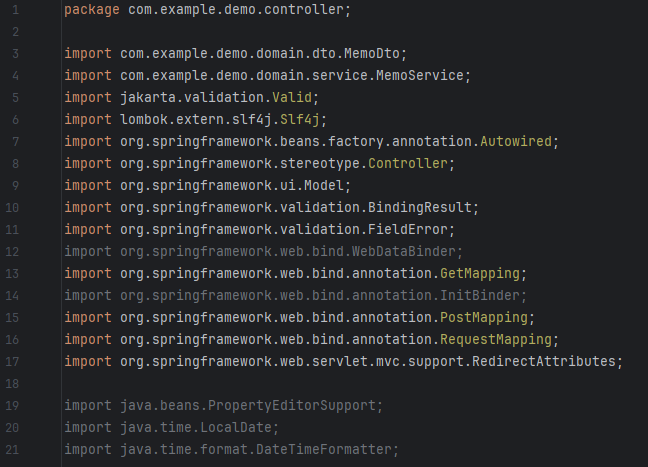 1 package com.example.demo.controller;
2
3 import com.example.demo.domain.dto.MemoDto;
4 import com.example.demo.domain.service.MemoService;
5 import jakarta.validation.Valid;
6 import lombok.extern.slf4j.Slf4j;
7 import org.springframework.beans.factory.annotation.Autowired;
8 import org.springframework.stereotype.Controller;
9 import org.springframework.ui.Model;
10 import org.springframework.validation.BindingResult;
11 import org.springframework.validation.FieldError;
12 import org.springframework.web.bind.WebDataBinder;
13 import org.springframework.web.bind.annotation.GetMapping;
14 import org.springframework.web.bind.annotation.InitBinder;
15 import org.springframework.web.bind.annotation.PostMapping;
16 import org.springframework.web.bind.annotation.RequestMapping;
17 import org.springframework.web.servlet.mvc.support.RedirectAttributes;
18
19 import java.beans.PropertyEditorSupport;
20 import java.time.LocalDate;
21 import java.time.format.DateTimeFormatter;